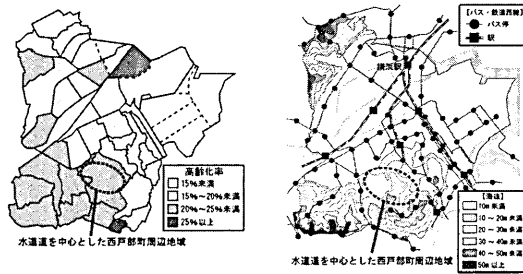 高齢化率
15%未満
15%～20%未満
20%～25%未満
25%以上
水道道を中心とした西戸部町周辺地域
【バス・鉄道西線】
バス停
駅
横浜駅
【海抜】
10m未満
10～20m未満
20～30m未満
30～40m未満
40～50m未満
50m以上
水道道を中心とした西戸部町周辺地域